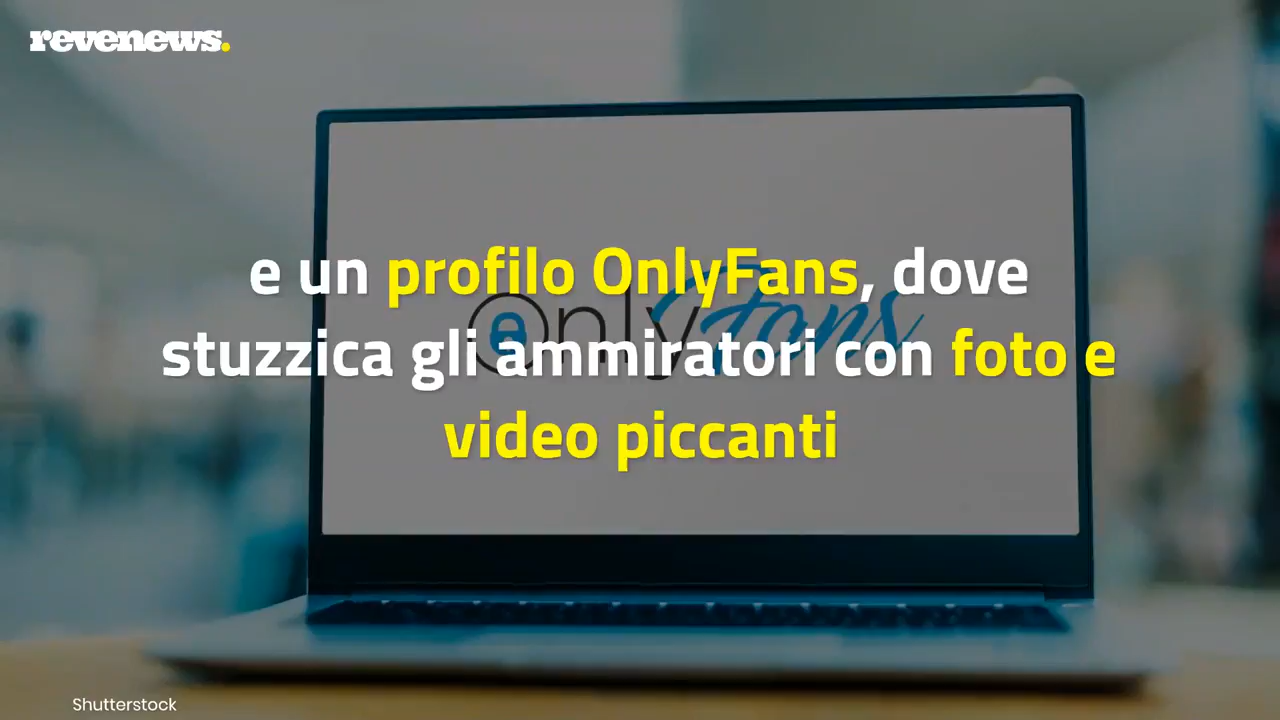 revenews.
e un profilo OnlyFans, dove
stuzzica gli ammiratori con foto e
video piccanti
OnlyFans
Shutterstock